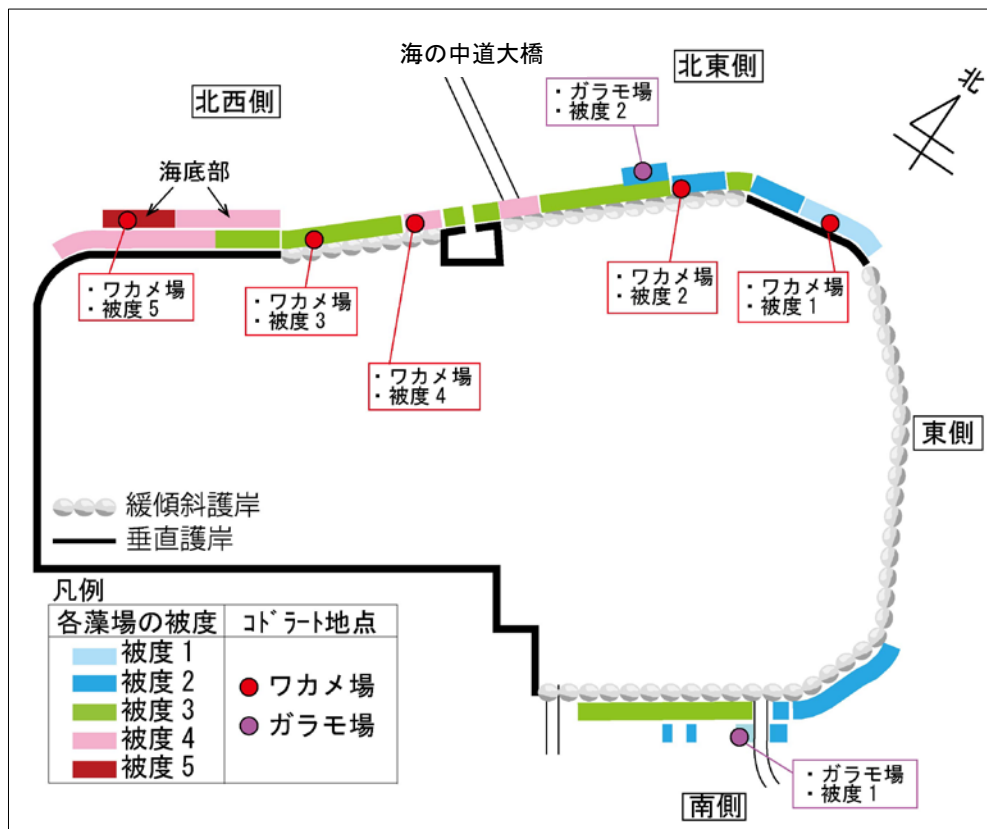 海の中道大橋
北東側
北
北西側
・ガラモ場
・被度2
海底部
・ワカメ場
・被度5
・ワカメ場
・被度3
・ワカメ場
・被度4
・ワカメ場
・被度2
・ワカメ場
・被度1
東側
緩傾斜護岸
垂直護岸
凡例
各藻場の被度
コドラート地点
被度1
被度2
被度3
被度4
被度5
ワカメ場
ガラモ場
・ガラモ場
・被度1
南側